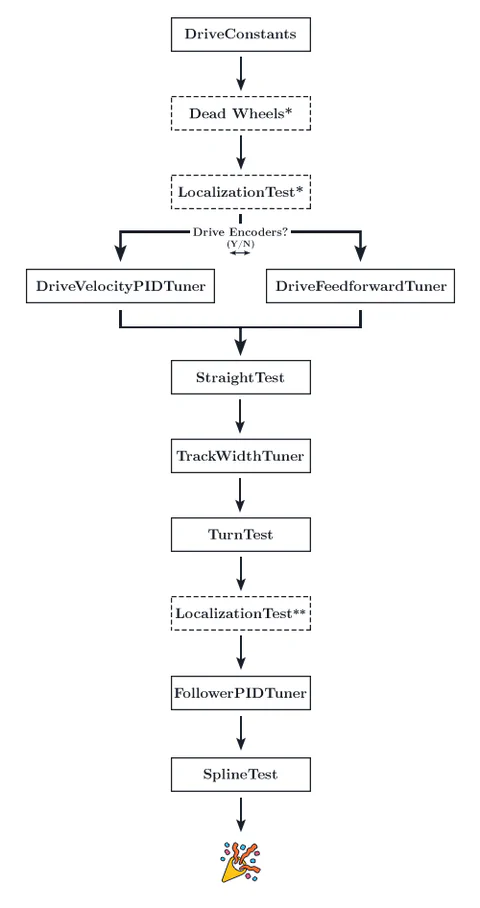 DriveConstants
Dead Wheels*
LocalizationTest*
Drive Encoders?
(Y/N)
DriveVelocityPIDTuner
DriveFeedforwardTuner
StraightTest
TrackWidthTuner
TurnTest
LocalizationTest**
FollowerPIDTuner
SplineTest